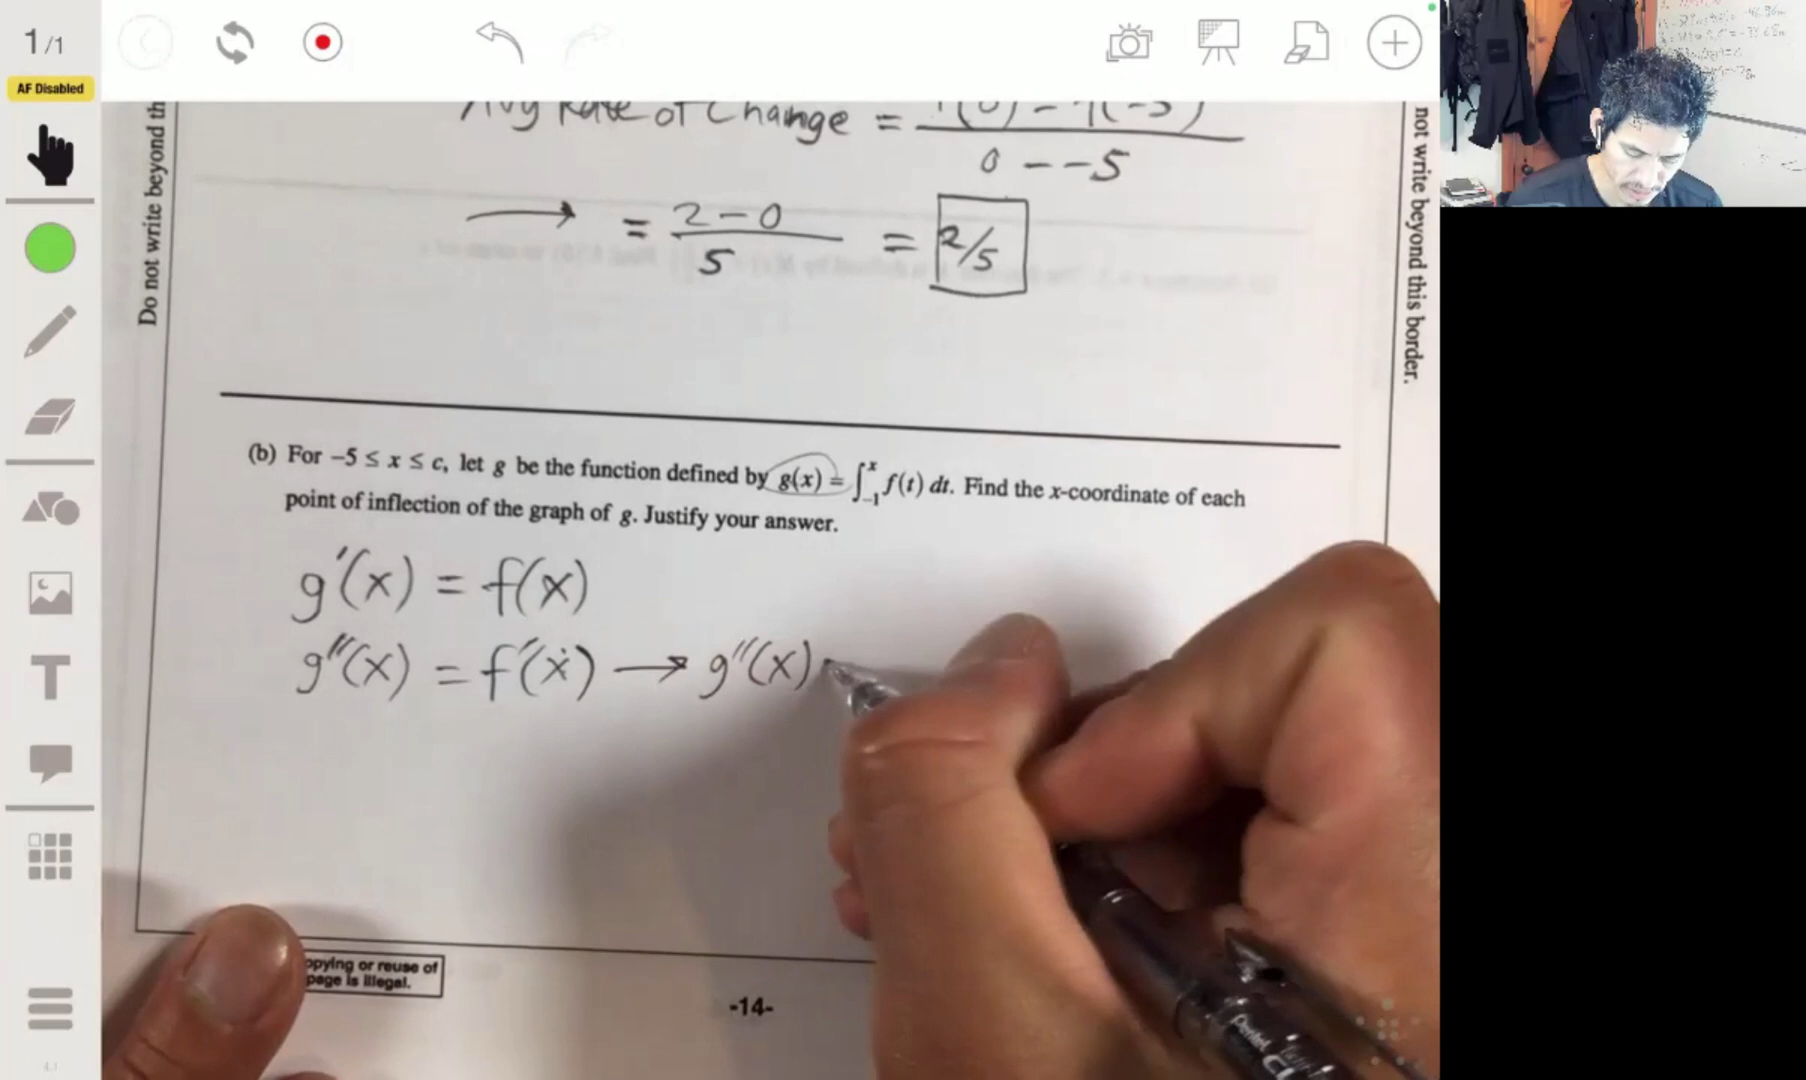 1/1
AF Disabled
Do not write beyond th
Avg Rate of Change = f(0) - f(-5)
0 - -5
→ = 2 - 0
5
= 2/5
not write beyond this border.
(b) For -5 ≤ x ≤ c, let g be the function defined by g(x) = ∫_{-1}^{x} f(t) dt. Find the x-coordinate of each
point of inflection of the graph of g. Justify your answer.
g'(x) = f(x)
g''(x) = f'(x) → g''(x)
opying or reuse of
page is illegal.
-14-
T
Pentel
4.1